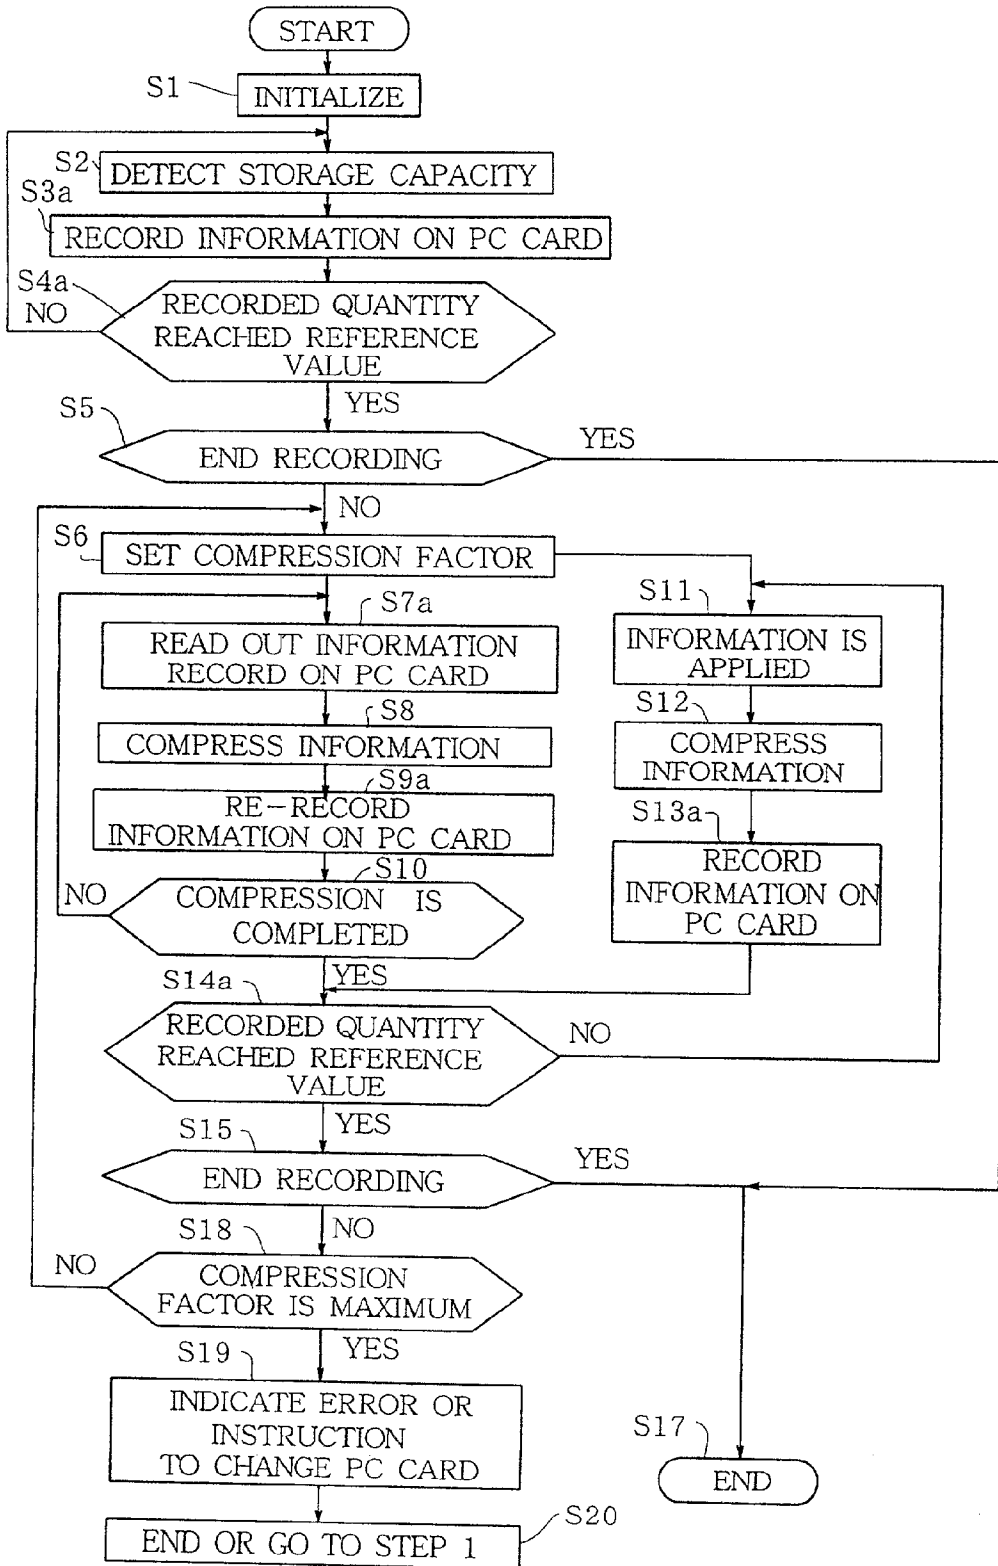 START
S1
INITIALIZE
S2
DETECT STORAGE CAPACITY
S3a
RECORD INFORMATION ON PC CARD
S4a
NO
RECORDED QUANTITY
REACHED REFERENCE
VALUE
YES
S5
END RECORDING
YES
NO
S6
SET COMPRESSION FACTOR
S7a
READ OUT INFORMATION
RECORD ON PC CARD
S8
COMPRESS INFORMATION
S9a
RE-RECORD
INFORMATION ON PC CARD
S10
NO
COMPRESSION IS
COMPLETED
YES
S11
INFORMATION IS
APPLIED
S12
COMPRESS
INFORMATION
S13a
RECORD
INFORMATION ON
PC CARD
S14a
RECORDED QUANTITY
REACHED REFERENCE
VALUE
NO
YES
S15
END RECORDING
YES
NO
S18
NO
COMPRESSION
FACTOR IS MAXIMUM
YES
S19
INDICATE ERROR OR
INSTRUCTION
TO CHANGE PC CARD
S17
END
S20
END OR GO TO STEP 1